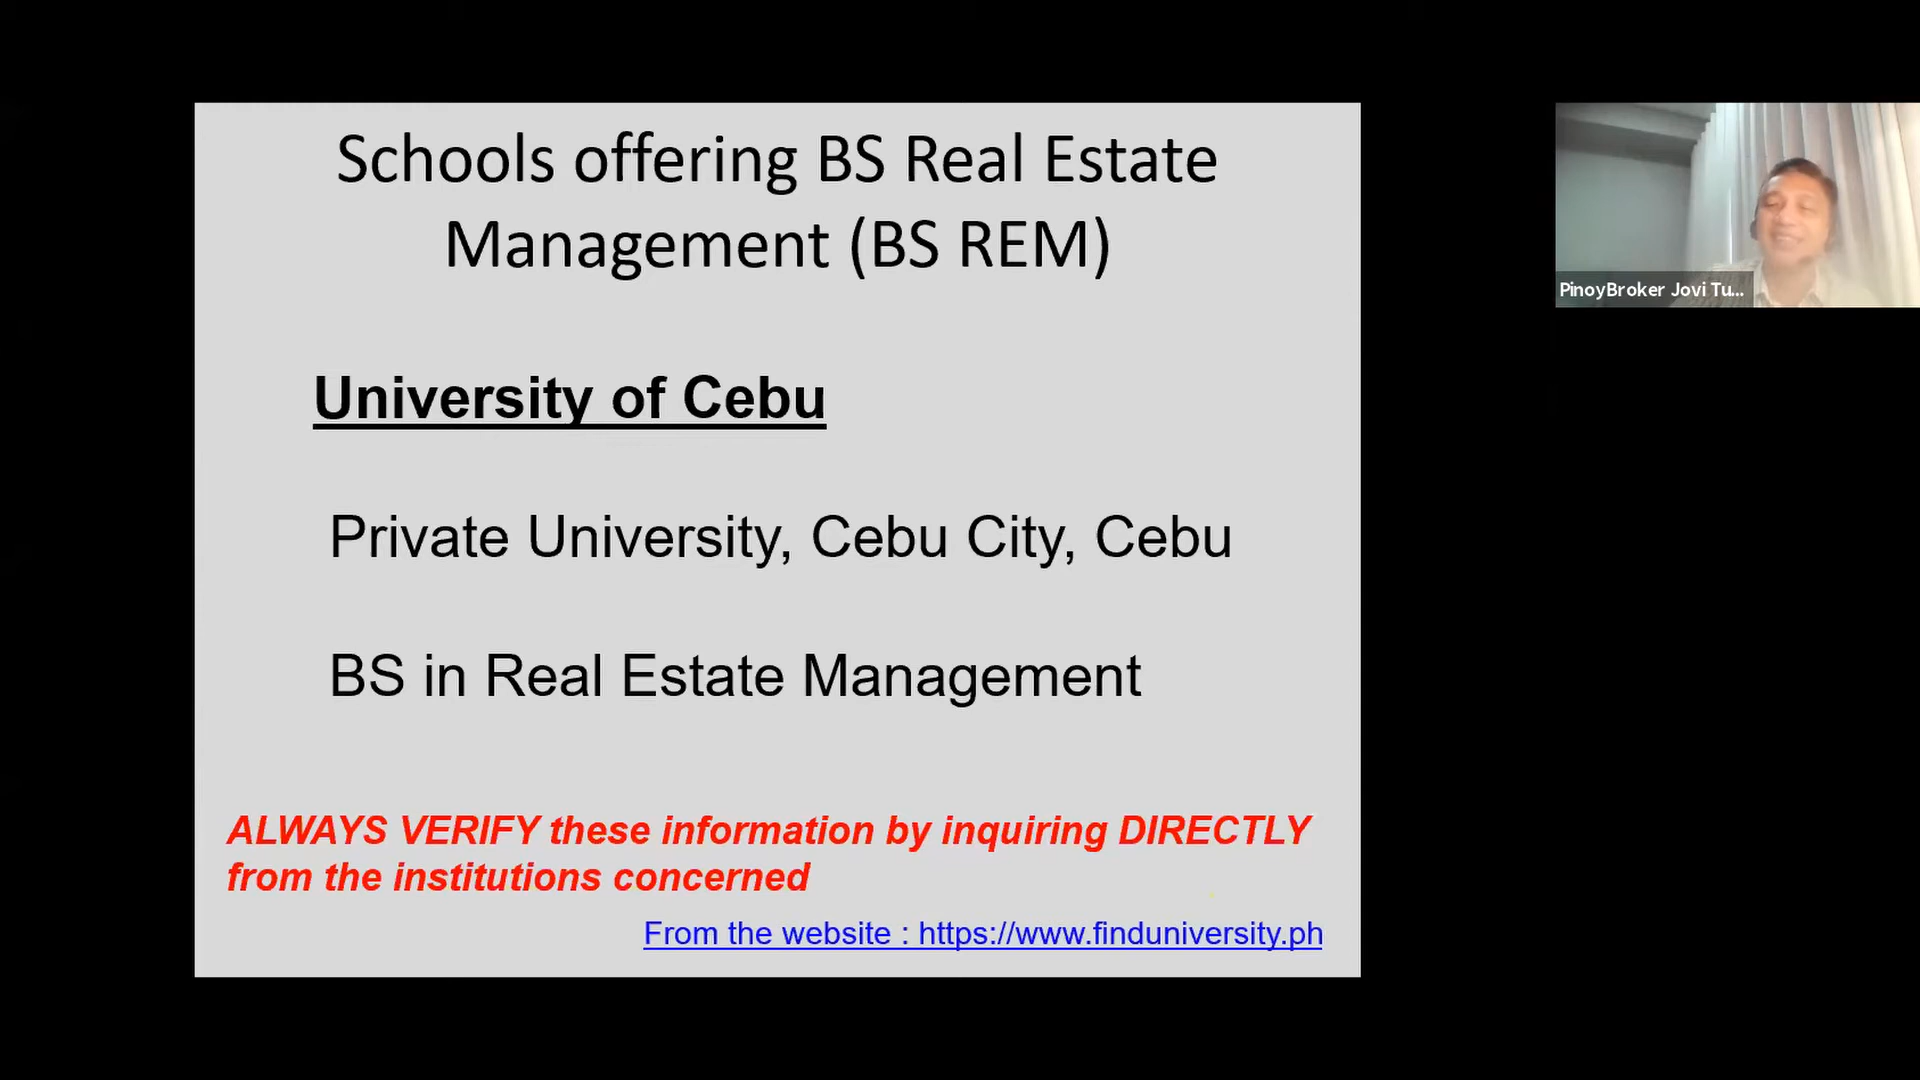 Schools offering BS Real Estate
Management (BS REM)
University of Cebu
Private University, Cebu City, Cebu
BS in Real Estate Management
ALWAYS VERIFY these information by inquiring DIRECTLY
from the institutions concerned
From the website : https://www.finduniversity.ph
PinoyBroker Jovi Tu...